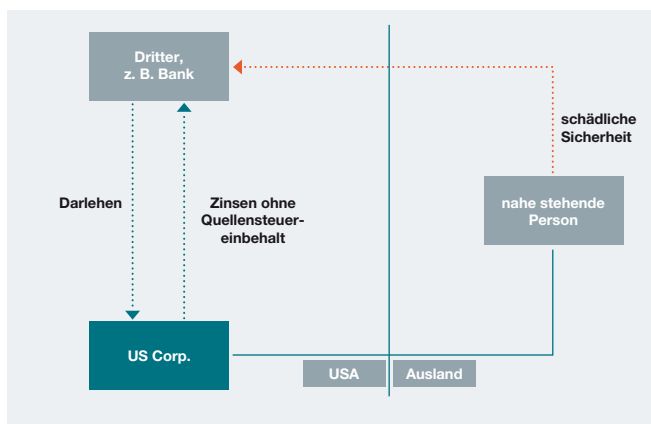 Dritter,
z. B. Bank
schädliche
Sicherheit
Darlehen
Zinsen ohne
Quellensteuer-
einbehalt
nahe stehende
Person
US Corp.
USA
Ausland